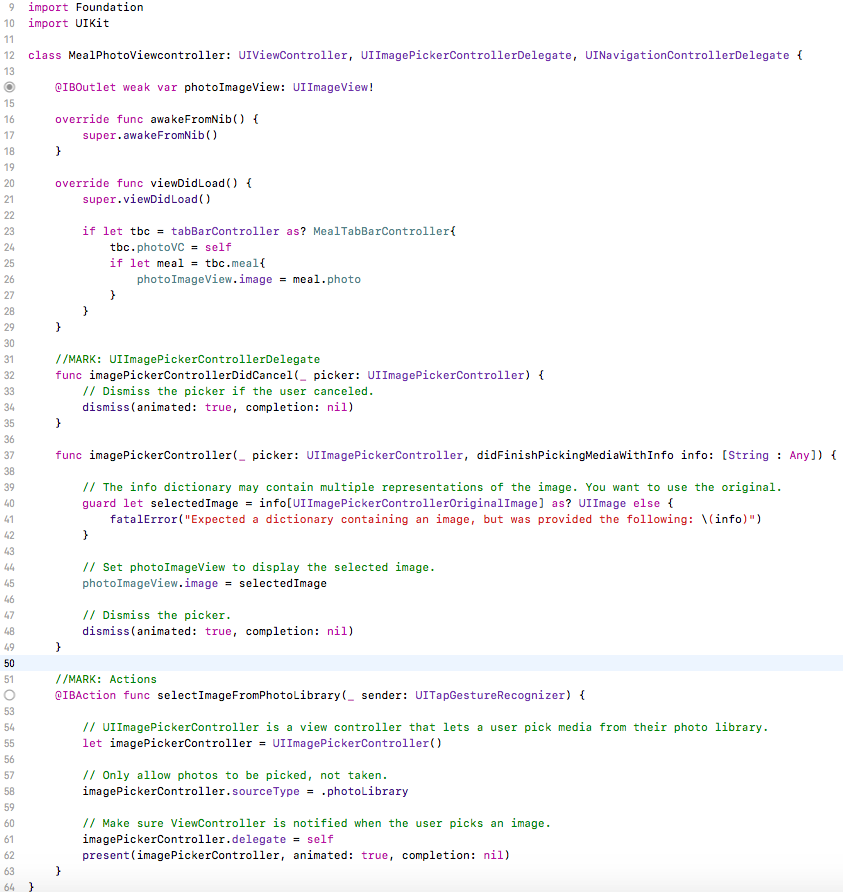 9 import Foundation
10 import UIKit
11
12 class MealPhotoViewcontroller: UIViewController, UIImagePickerControllerDelegate, UINavigationControllerDelegate {
13
@IBOutlet weak var photoImageView: UIImageView!
15
16 override func awakeFromNib() {
17 super.awakeFromNib()
18 }
19
20 override func viewDidLoad() {
21 super.viewDidLoad()
22
23 if let tbc = tabBarController as? MealTabBarController{
24 tbc.photoVC = self
25 if let meal = tbc.meal{
26 photoImageView.image = meal.photo
27 }
28 }
29 }
30
31 //MARK: UIImagePickerControllerDelegate
32 func imagePickerControllerDidCancel(_ picker: UIImagePickerController) {
33 // Dismiss the picker if the user canceled.
34 dismiss(animated: true, completion: nil)
35 }
36
37 func imagePickerController(_ picker: UIImagePickerController, didFinishPickingMediaWithInfo info: [String : Any]) {
38
39 // The info dictionary may contain multiple representations of the image. You want to use the original.
40 guard let selectedImage = info[UIImagePickerControllerOriginalImage] as? UIImage else {
41 fatalError("Expected a dictionary containing an image, but was provided the following: \(info)")
42 }
43
44 // Set photoImageView to display the selected image.
45 photoImageView.image = selectedImage
46
47 // Dismiss the picker.
48 dismiss(animated: true, completion: nil)
49 }
50
51 //MARK: Actions
@IBAction func selectImageFromPhotoLibrary(_ sender: UITapGestureRecognizer) {
53
54 // UIImagePickerController is a view controller that lets a user pick media from their photo library.
55 let imagePickerController = UIImagePickerController()
56
57 // Only allow photos to be picked, not taken.
58 imagePickerController.sourceType = .photoLibrary
59
60 // Make sure ViewController is notified when the user picks an image.
61 imagePickerController.delegate = self
62 present(imagePickerController, animated: true, completion: nil)
63 }
64 }